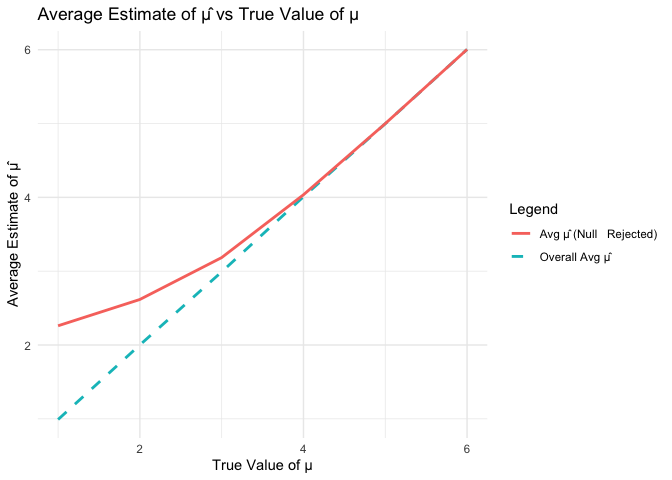 Average Estimate of μ̂ vs True Value of μ
6
4
2
Average Estimate of μ̂
2 4 6
True Value of μ
Legend
Avg μ̂ (Null Rejected)
Overall Avg μ̂